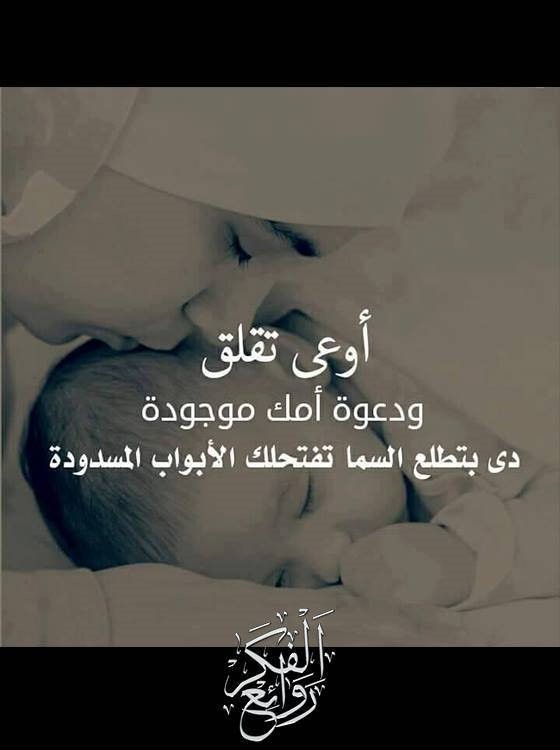 أوعى تقلق
ودعوة أمك موجودة
دى بتطلع السما تفتحلك الأبواب المسدودة
روائع الفكر